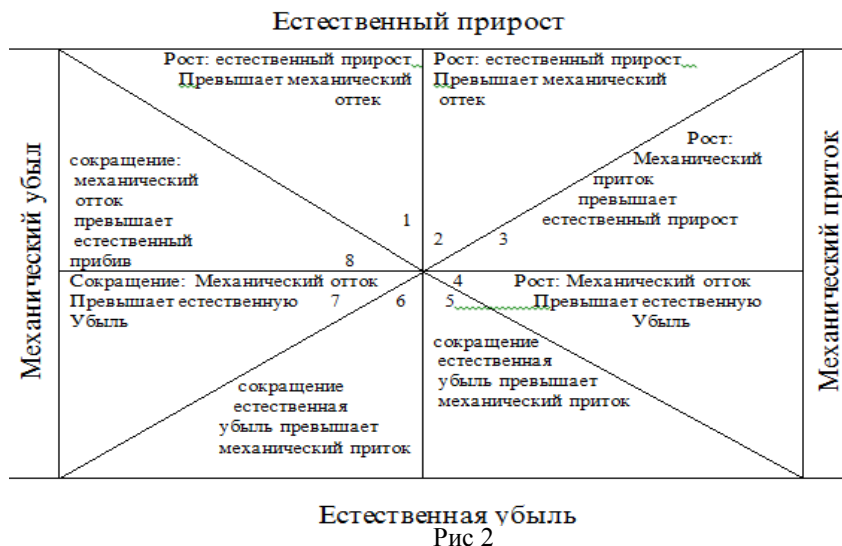 Естественный прирост
Механический убыл
Рост: естественный прирост
Превышает механический
оттек
Рост: естественный прирост
Превышает механический
оттек
Рост:
Механический
приток
превышает
естественный прирост
сокращение:
механический
отток
превышает
естественный
прибив
1
2
3
8
Сокращение: Механический отток
Превышает естественную
Убыль
7
6
4
5
Рост: Механический отток
Превышает естественную
Убыль
сокращение
естественная
убыль превышает
механический приток
сокращение
естественная
убыль превышает
механический приток
Механический приток
Естественная убыль
Рис 2